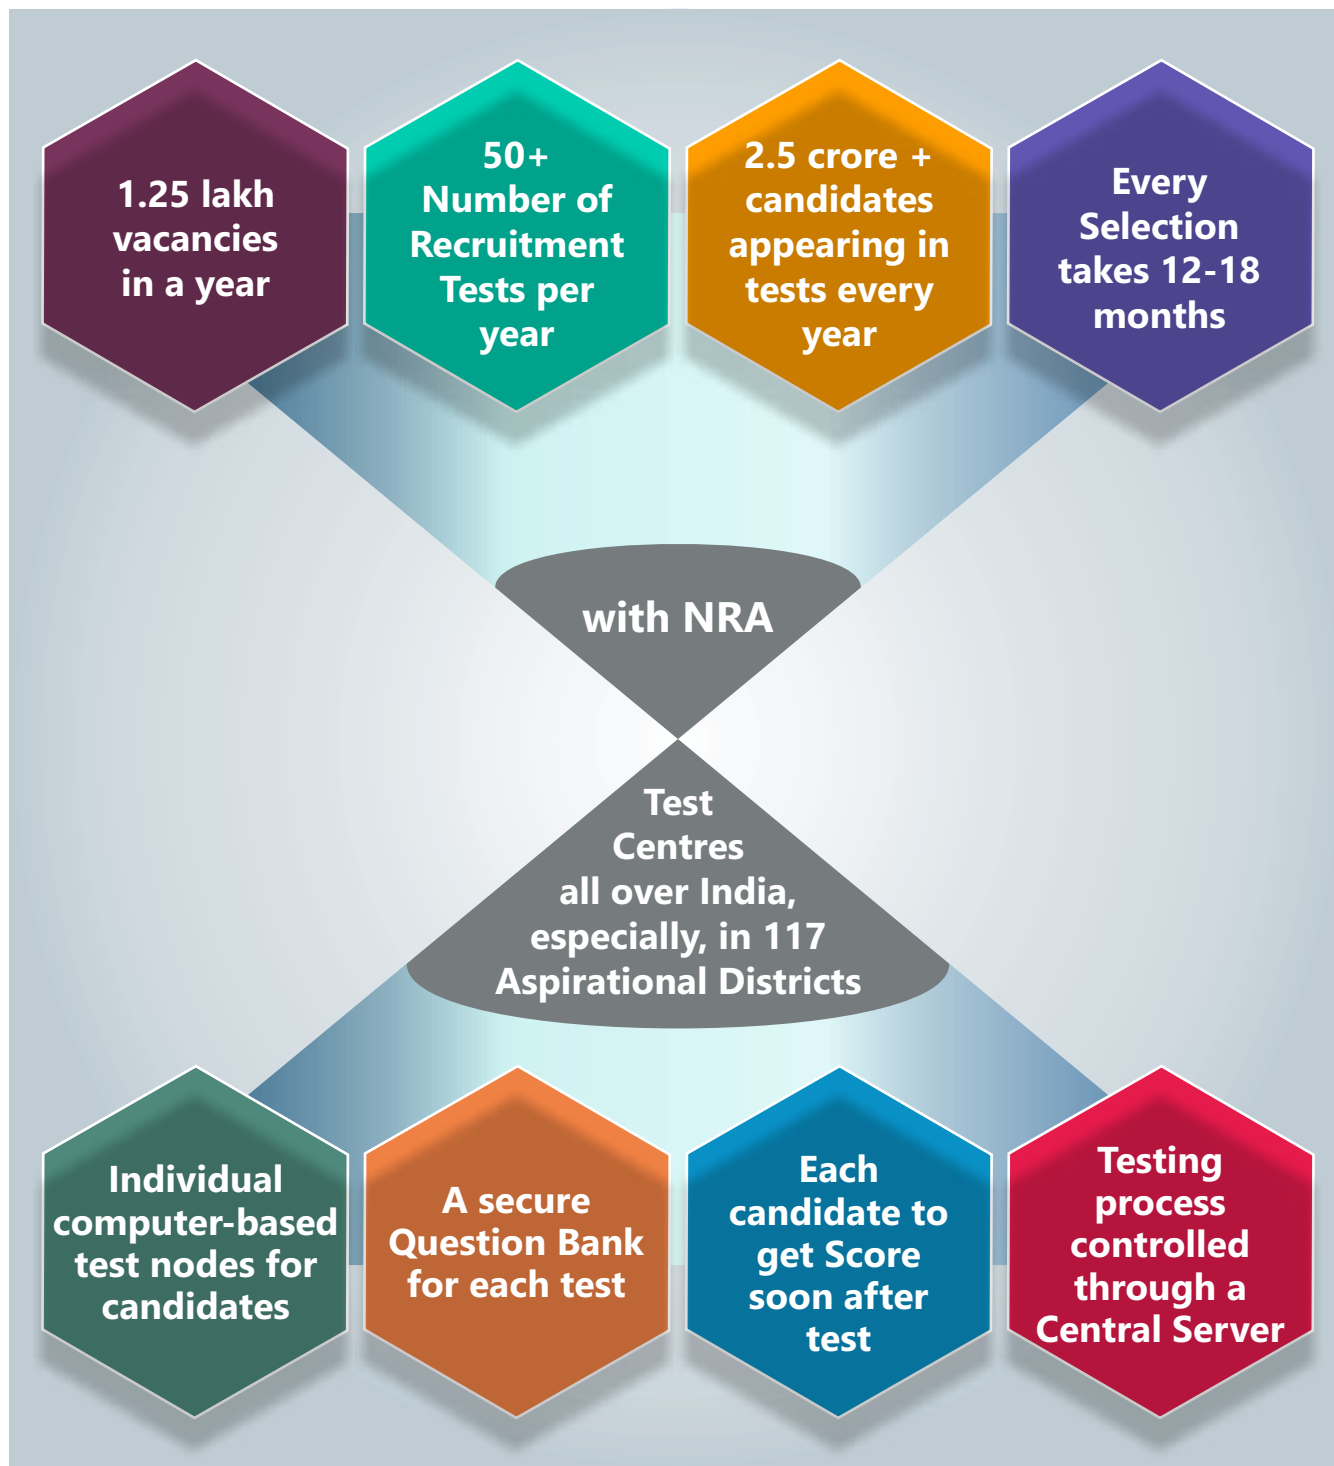 1.25 lakh
vacancies
in a year
50+
Number of
Recruitment
Tests per
year
2.5 crore +
candidates
appearing in
tests every
year
Every
Selection
takes 12-18
months
with NRA
Test
Centres
all over India,
especially, in 117
Aspirational Districts
Individual
computer-based
test nodes for
candidates
A secure
Question Bank
for each test
Each
candidate to
get Score
soon after
test
Testing
process
controlled
through a
Central Server